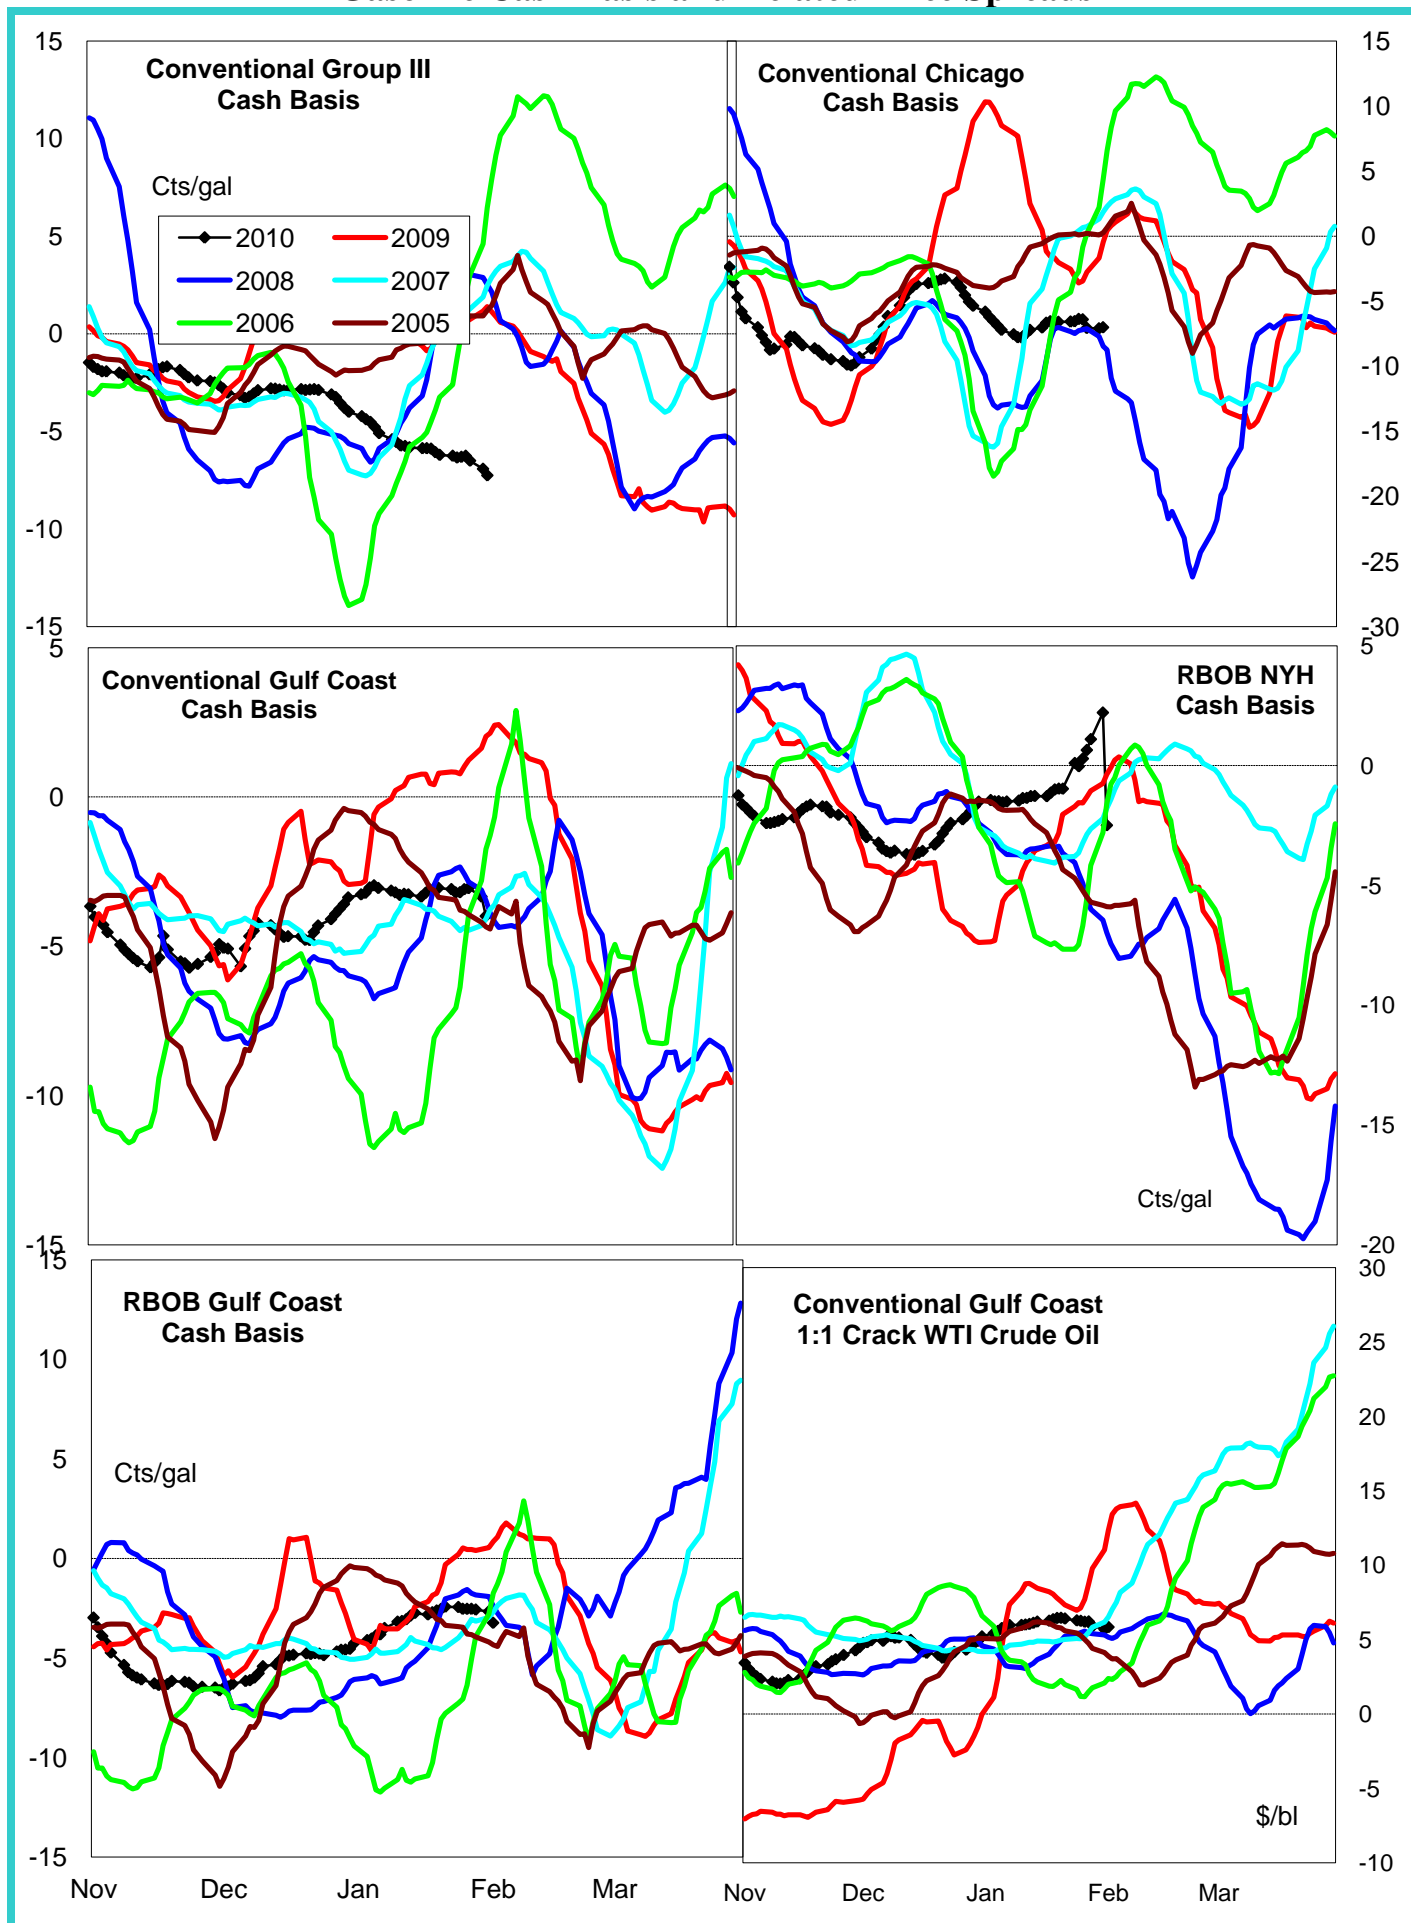 15
10
5
0
-5
-10
-15
Conventional Group III
Cash Basis
Cts/gal
2010
2009
2008
2007
2006
2005
Conventional Chicago
Cash Basis
15
10
5
0
-5
-10
-15
-20
-25
-30
5
0
-5
-10
-15
Conventional Gulf Coast
Cash Basis
RBOB NYH
Cash Basis
Cts/gal
5
0
-5
-10
-15
-20
15
10
5
0
-5
-10
-15
RBOB Gulf Coast
Cash Basis
Cts/gal
Nov Dec Jan Feb Mar
Conventional Gulf Coast
1:1 Crack WTI Crude Oil
$/bl
30
25
20
15
10
5
0
-5
-10
Nov Dec Jan Feb Mar